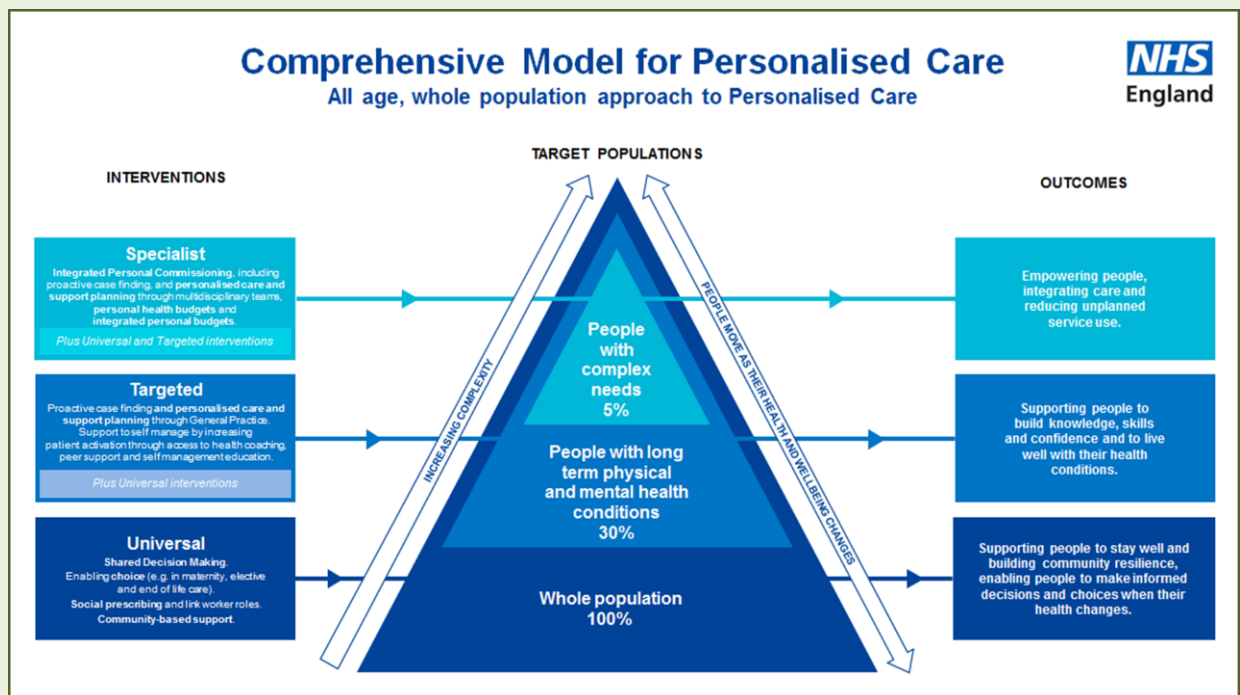 Comprehensive Model for Personalised Care
All age, whole population approach to Personalised Care
NHS
England
INTERVENTIONS
TARGET POPULATIONS
OUTCOMES
Specialist
Integrated Personal Commissioning, including
proactive case finding, and personalised care and
support planning through multidisciplinary teams,
personal health budgets and
integrated personal budgets.
Plus Universal and Targeted interventions
Targeted
Proactive case finding and personalised care and
support planning through General Practice.
Support to self manage by increasing
patient activation through access to health coaching,
peer support and self management education.
Plus Universal interventions
Universal
Shared Decision Making.
Enabling choice (e.g. in maternity, elective
and end of life care).
Social prescribing and link worker roles.
Community-based support.
INCREASING COMPLEXITY
People
with
complex
needs
5%
People with long
term physical
and mental health
conditions
30%
Whole population
100%
PEOPLE MOVE AS THEIR HEALTH AND WELLBEING CHANGES
Empowering people,
integrating care and
reducing unplanned
service use.
Supporting people to
build knowledge, skills
and confidence and to live
well with their health
conditions.
Supporting people to stay well and
building community resilience,
enabling people to make informed
decisions and choices when their
health changes.